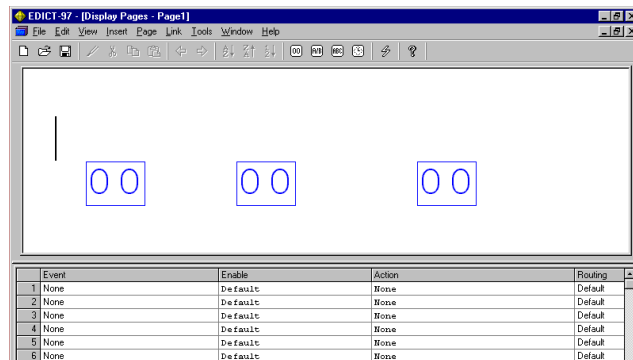 EDICT-97 - [Display Pages - Page1]
File Edit View Insert Page Link Tools Window Help
00 A/B ABC
00 00 00
Event Enable Action Routing
1 None Default None Default
2 None Default None Default
3 None Default None Default
4 None Default None Default
5 None Default None Default
6 None Default None Default